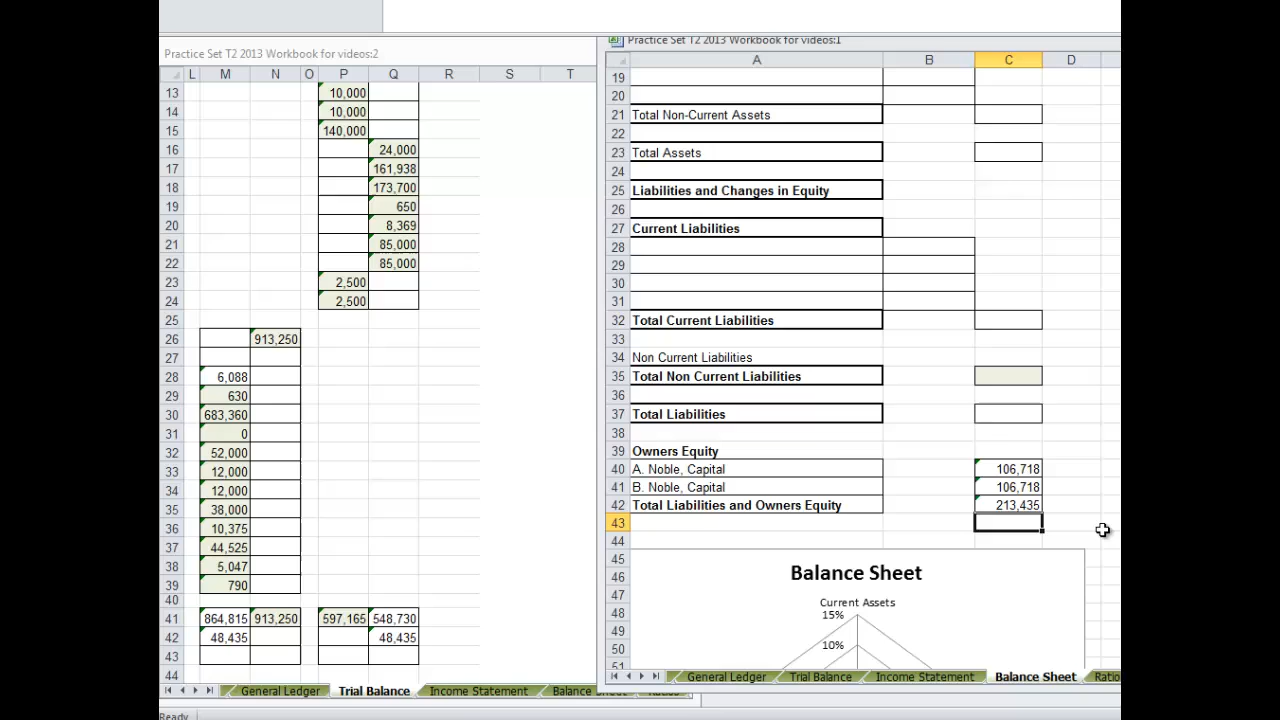 Practice Set T2 2013 Workbook for videos:2
L M N O P Q R S T
13 10,000
14 10,000
15 140,000
16 24,000
17 161,938
18 173,700
19 650
20 8,369
21 85,000
22 85,000
23 2,500
24 2,500
25
26 913,250
27
28 6,088
29 630
30 683,360
31 0
32 52,000
33 12,000
34 12,000
35 38,000
36 10,375
37 44,525
38 5,047
39 790
40
41 864,815 913,250 597,165 548,730
42 48,435 48,435
43
44
General Ledger Trial Balance Income Statement Balance Sheet Ratios
Ready
Practice Set T2 2013 Workbook for videos:1
A B C D
19
20
21 Total Non-Current Assets
22
23 Total Assets
24
25 Liabilities and Changes in Equity
26
27 Current Liabilities
28
29
30
31
32 Total Current Liabilities
33
34 Non Current Liabilities
35 Total Non Current Liabilities
36
37 Total Liabilities
38
39 Owners Equity
40 A. Noble, Capital 106,718
41 B. Noble, Capital 106,718
42 Total Liabilities and Owners Equity 213,435
43
44
45
46 Balance Sheet
47 Current Assets
48 15%
49
50 10%
51
General Ledger Trial Balance Income Statement Balance Sheet Ratio